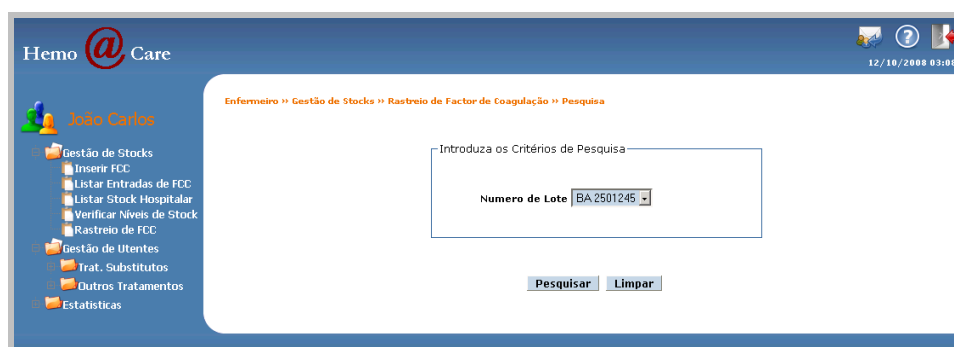 Hemo @ Care
12/10/2008 03:08
João Carlos
Gestão de Stocks
Inserir FCC
Listar Entradas de FCC
Listar Stock Hospitalar
Verificar Níveis de Stock
Rastreio de FCC
Gestão de Utentes
Trat. Substitutos
Outros Tratamentos
Estatisticas
Enfermeiro »» Gestão de Stocks »» Rastreio de Factor de Coagulação »» Pesquisa
Introduza os Critérios de Pesquisa
Numero de Lote BA 2501245
Pesquisar Limpar